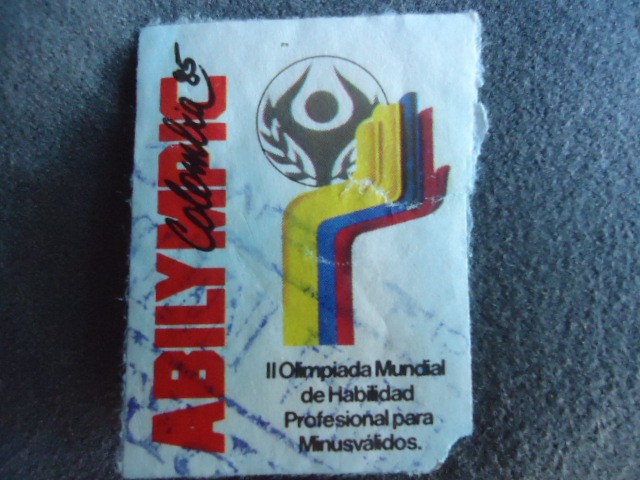 ABILYMPIC
Colombia 85
II Olimpiada Mundial
de Habilidad
Profesional para
Minusválidos.